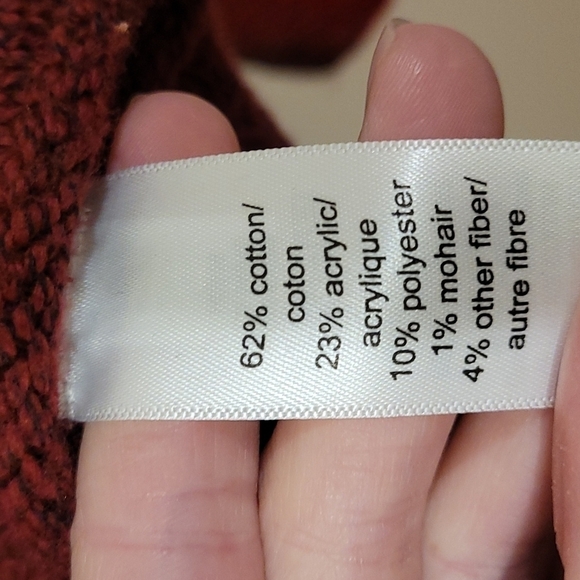 62% cotton/
coton
23% acrylic/
acrylique
10% polyester
1% mohair
4% other fiber/
autre fibre